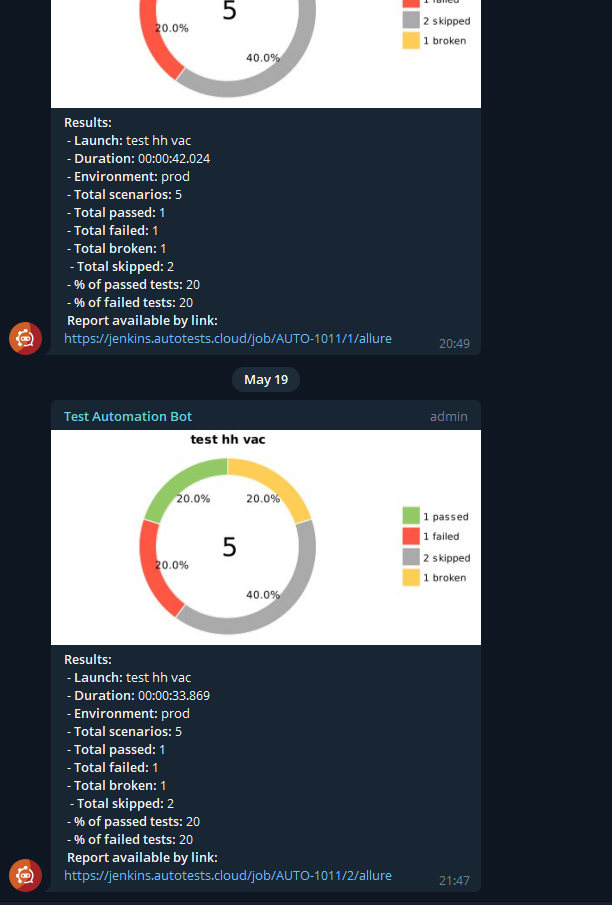 1 failed
5
20.0%
2 skipped
1 broken
40.0%
Results:
- Launch: test hh vac
- Duration: 00:00:42.024
- Environment: prod
- Total scenarios: 5
- Total passed: 1
- Total failed: 1
- Total broken: 1
- Total skipped: 2
- % of passed tests: 20
- % of failed tests: 20
Report available by link:
https://jenkins.autotests.cloud/job/AUTO-1011/1/allure
20:49
May 19
Test Automation Bot admin
test hh vac
20.0% 20.0%
1 passed
1 failed
5
2 skipped
20.0%
1 broken
40.0%
Results:
- Launch: test hh vac
- Duration: 00:00:33.869
- Environment: prod
- Total scenarios: 5
- Total passed: 1
- Total failed: 1
- Total broken: 1
- Total skipped: 2
- % of passed tests: 20
- % of failed tests: 20
Report available by link:
https://jenkins.autotests.cloud/job/AUTO-1011/2/allure
21:47